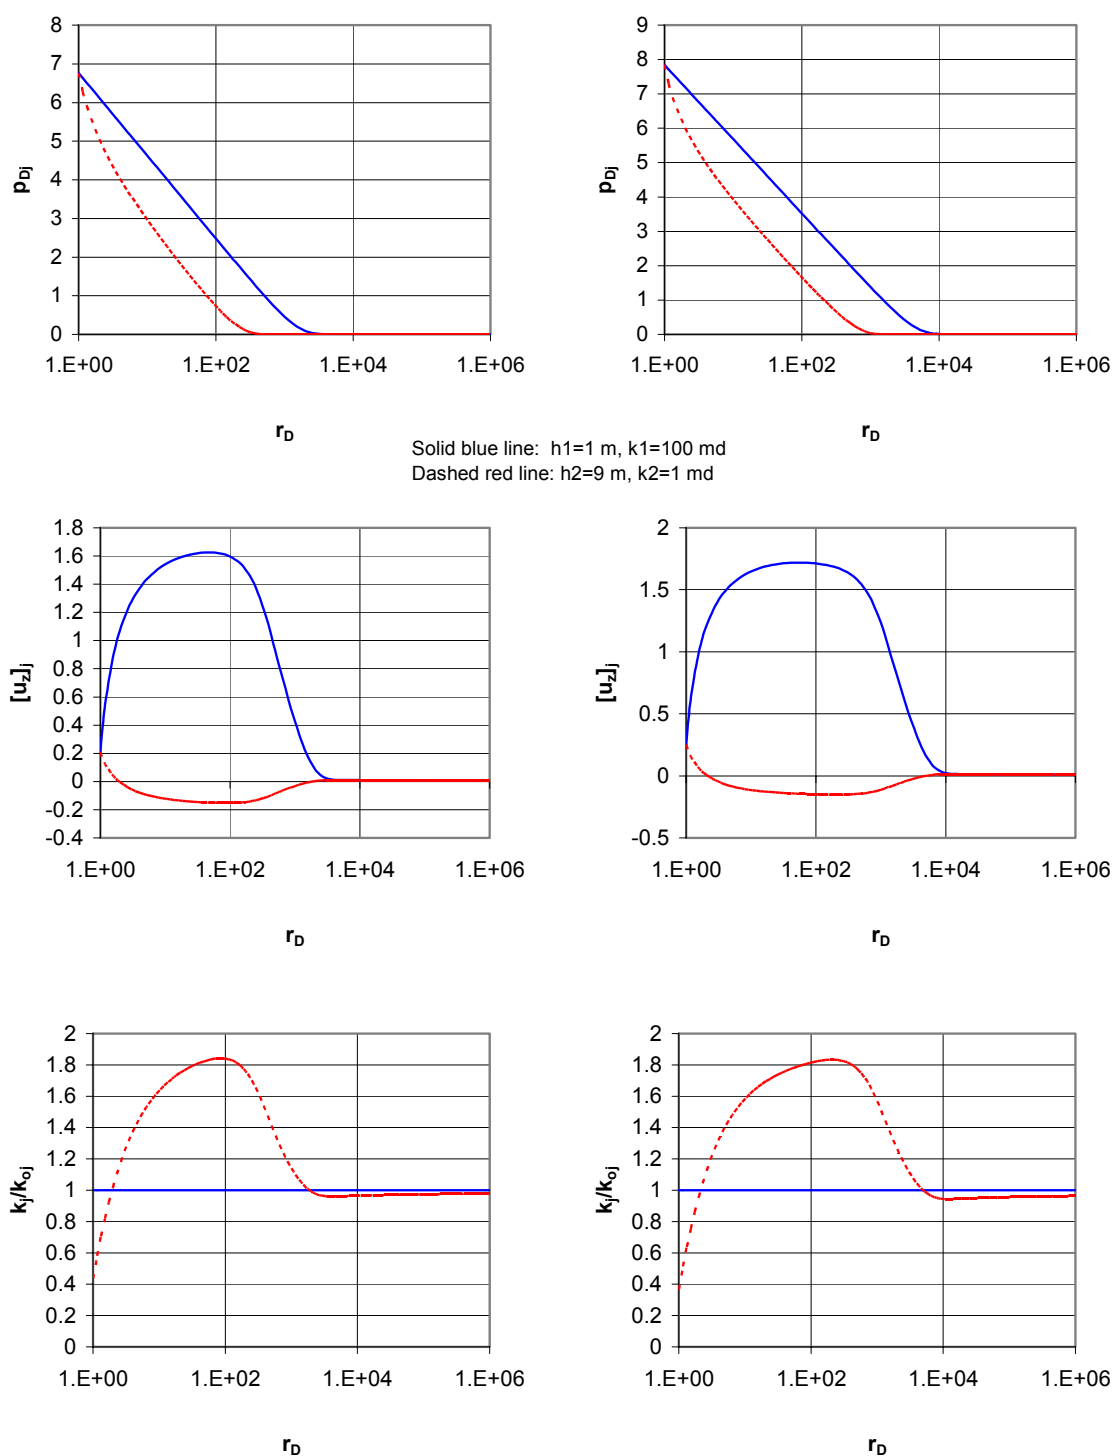 8
7
6
5
4
3
2
1
0
p_Dj
1.E+00 1.E+02 1.E+04 1.E+06
r_D
9
8
7
6
5
4
3
2
1
0
p_Dj
1.E+00 1.E+02 1.E+04 1.E+06
r_D
Solid blue line: h1=1 m, k1=100 md
Dashed red line: h2=9 m, k2=1 md
1.8
1.6
1.4
1.2
1
0.8
0.6
0.4
0.2
0
-0.2
-0.4
[u_z]_j
1.E+00 1.E+02 1.E+04 1.E+06
r_D
2
1.5
1
0.5
0
-0.5
[u_z]_j
1.E+00 1.E+02 1.E+04 1.E+06
r_D
2
1.8
1.6
1.4
1.2
1
0.8
0.6
0.4
0.2
0
k_j/k_oj
1.E+00 1.E+02 1.E+04 1.E+06
r_D
2
1.8
1.6
1.4
1.2
1
0.8
0.6
0.4
0.2
0
k_j/k_oj
1.E+00 1.E+02 1.E+04 1.E+06
r_D